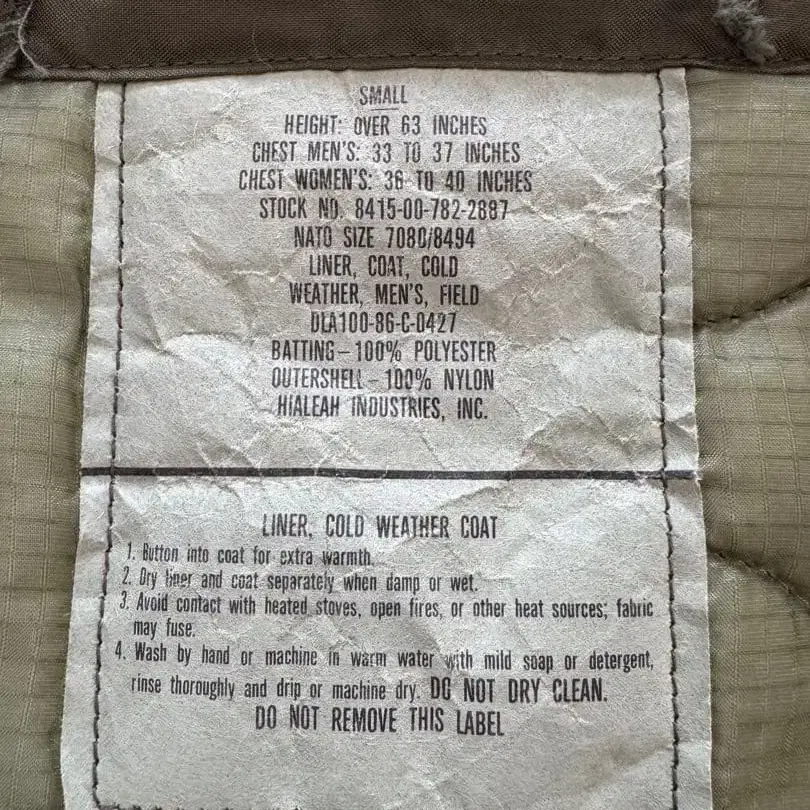 SMALL
HEIGHT: OVER 63 INCHES
CHEST MEN'S: 33 TO 37 INCHES
CHEST WOMEN'S: 36 TO 40 INCHES
STOCK NO. 8415-00-782-2887
NATO SIZE 7080/8494
LINER, COAT, COLD
WEATHER, MEN'S, FIELD
DLA100-86-C-0427
BATTING-100% POLYESTER
OUTERSHELL-100% NYLON
HIALEAH INDUSTRIES, INC.
LINER, COLD WEATHER COAT
1. Button into coat for extra warmth.
2. Dry liner and coat separately when damp or wet.
3. Avoid contact with heated stoves, open fires, or other heat sources; fabric
may fuse.
4. Wash by hand or machine in warm water with mild soap or detergent,
rinse thoroughly and drip or machine dry. DO NOT DRY CLEAN.
DO NOT REMOVE THIS LABEL